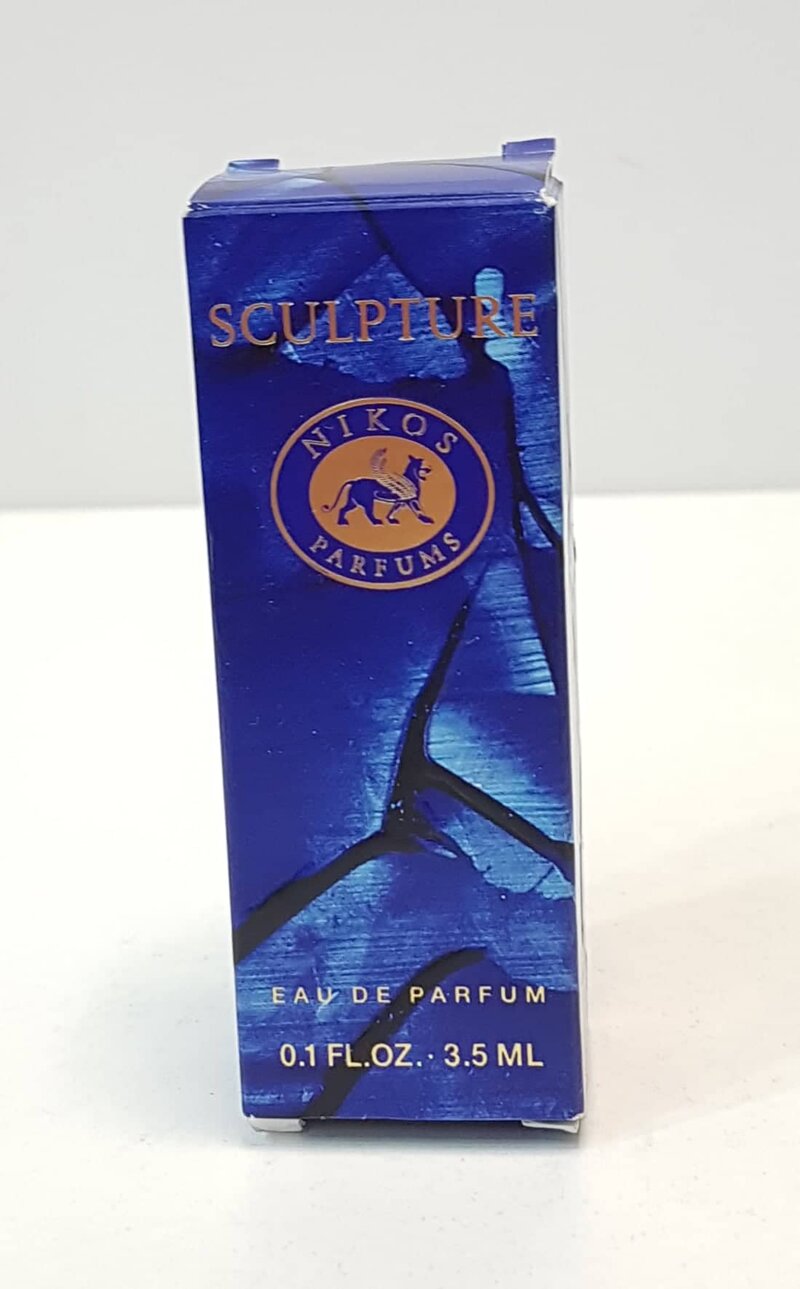 SCULPTURE
NIKOS
PARFUMS
EAU DE PARFUM
0.1 FL.OZ. · 3.5 ML